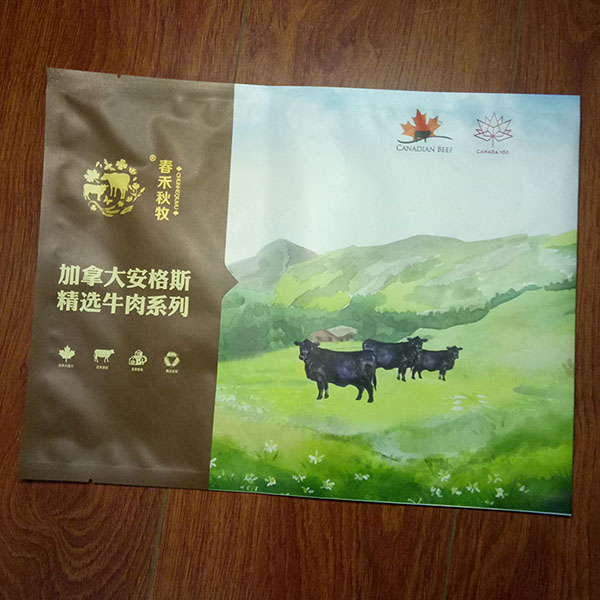 春禾秋牧
CHUNHEQIUMU
®
加拿大安格斯
精选牛肉系列
CANADIAN BEEF
CANADA 150